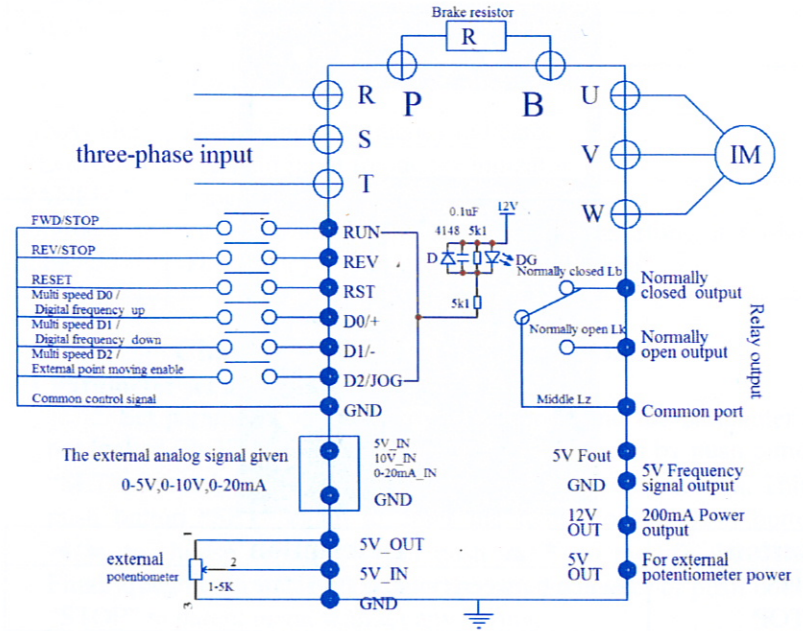 Brake resistor
R
P
B
R
S
T
three-phase input
U
V
W
IM
FWD/STOP
RUN
REV/STOP
REV
RESET
RST
Multi speed D0 /
Digital frequency up
D0/+
Multi speed D1 /
Digital frequency down
D1/-
Multi speed D2 /
External point moving enable
D2/JOG
Common control signal
GND
0.1uF
12V
4148
5k1
D
DG
5k1
Normally closed Lb
Normally open Lk
Middle Lz
Normally
closed output
Normally
open output
Common port
Relay output
The external analog signal given
0-5V,0-10V,0-20mA
5V_IN
10V_IN
0-20mA_IN
GND
5V Fout
GND
5V Frequency
signal output
12V
OUT
200mA Power
output
5V
OUT
For external
potentiometer power
external
potentiometer
1
2
3
1-5K
5V_OUT
5V_IN
GND